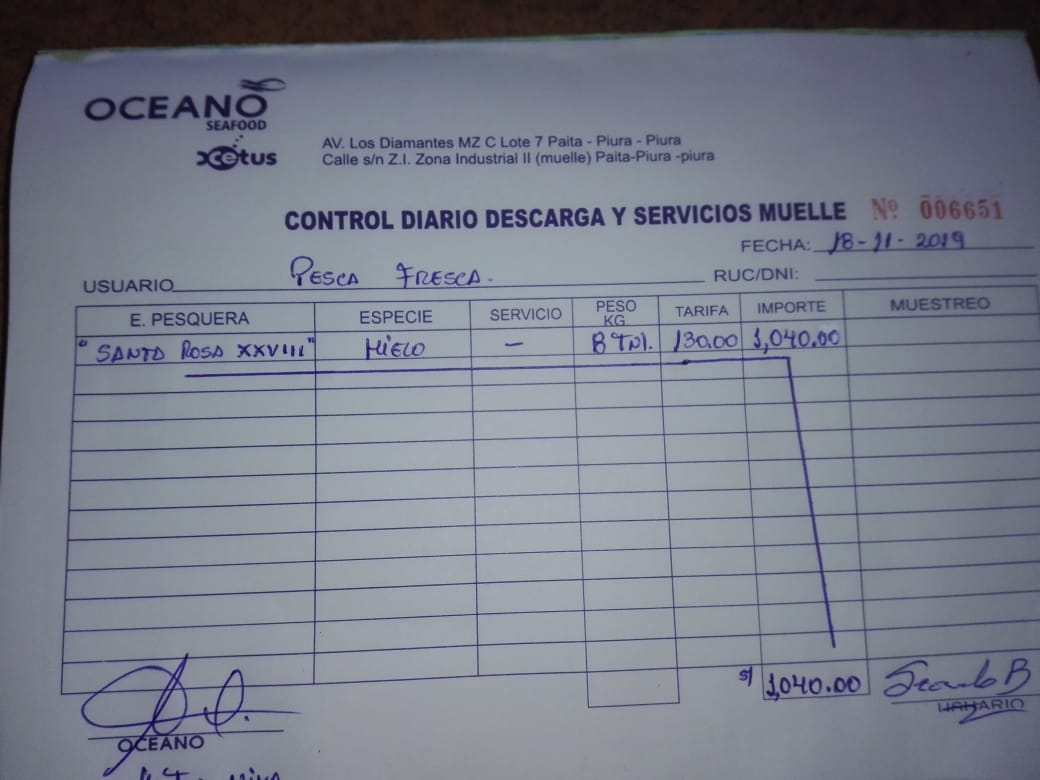 OCEANO
SEAFOOD
xcetus
AV. Los Diamantes MZ C Lote 7 Paita - Piura - Piura
Calle s/n Z.I. Zona Industrial II (muelle) Paita-Piura -piura
CONTROL DIARIO DESCARGA Y SERVICIOS MUELLE Nº 006651
FECHA: 18-11-2019
USUARIO PESCA FRESCA. RUC/DNI:
E. PESQUERA ESPECIE SERVICIO PESO KG. TARIFA IMPORTE MUESTREO
"SANTA ROSA XXVIII" HIELO — 8 TN. 130.00 1,040.00
S/ 1,040.00
OCEANO USUARIO